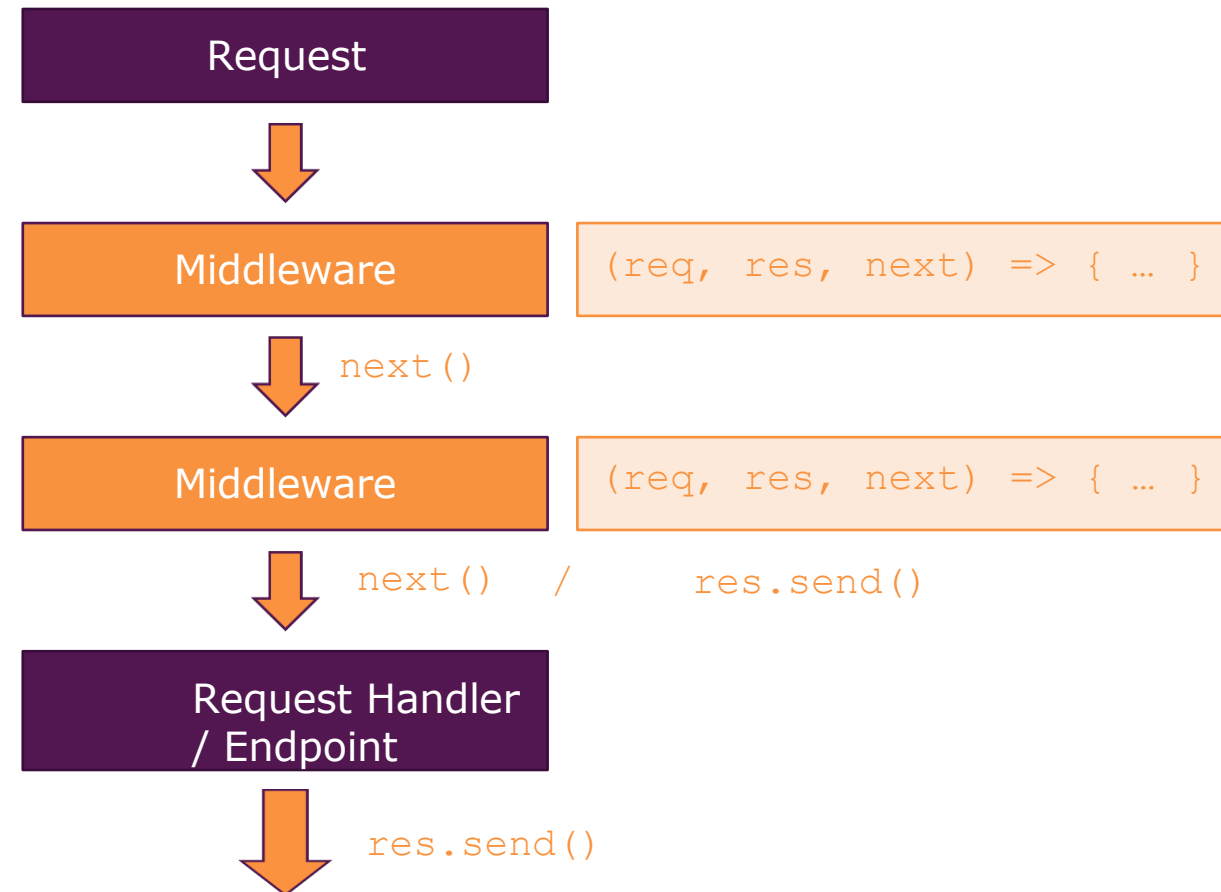 Request
Middleware
(req, res, next) => { … }
next()
Middleware
(req, res, next) => { … }
next() / res.send()
Request Handler
/ Endpoint
res.send()